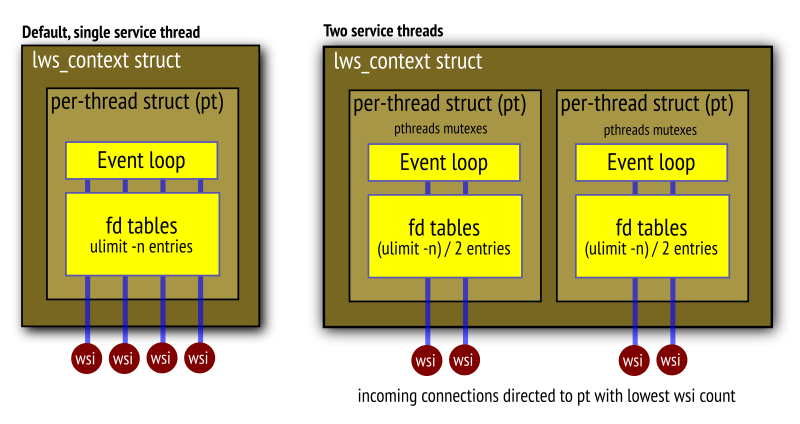 Default, single service thread
lws_context struct
per-thread struct (pt)
Event loop
fd tables
ulimit -n entries
wsi
wsi
wsi
wsi
Two service threads
lws_context struct
per-thread struct (pt)
pthreads mutexes
Event loop
fd tables
(ulimit -n) / 2 entries
wsi
wsi
per-thread struct (pt)
pthreads mutexes
Event loop
fd tables
(ulimit -n) / 2 entries
wsi
wsi
incoming connections directed to pt with lowest wsi count